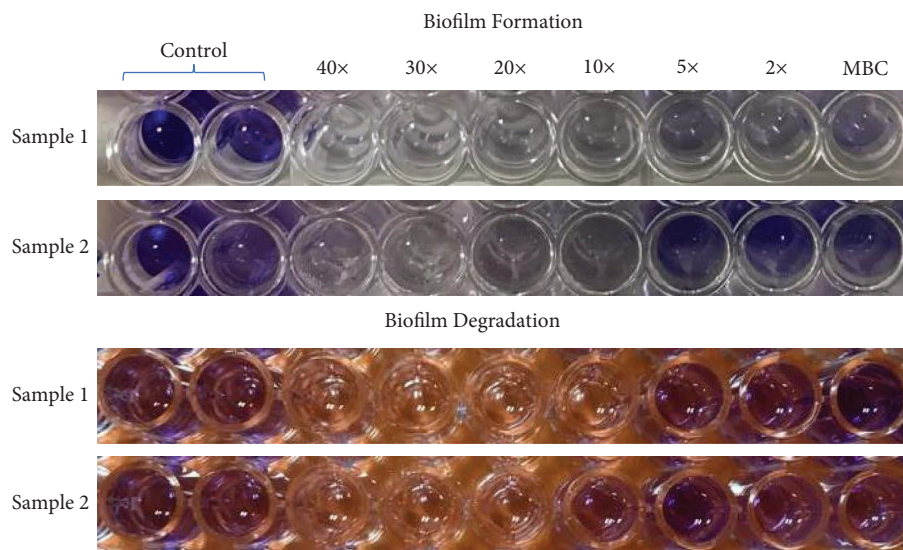 Biofilm Formation
Control
40×
30×
20×
10×
5×
2×
MBC
Sample 1
Sample 2
Biofilm Degradation
Sample 1
Sample 2